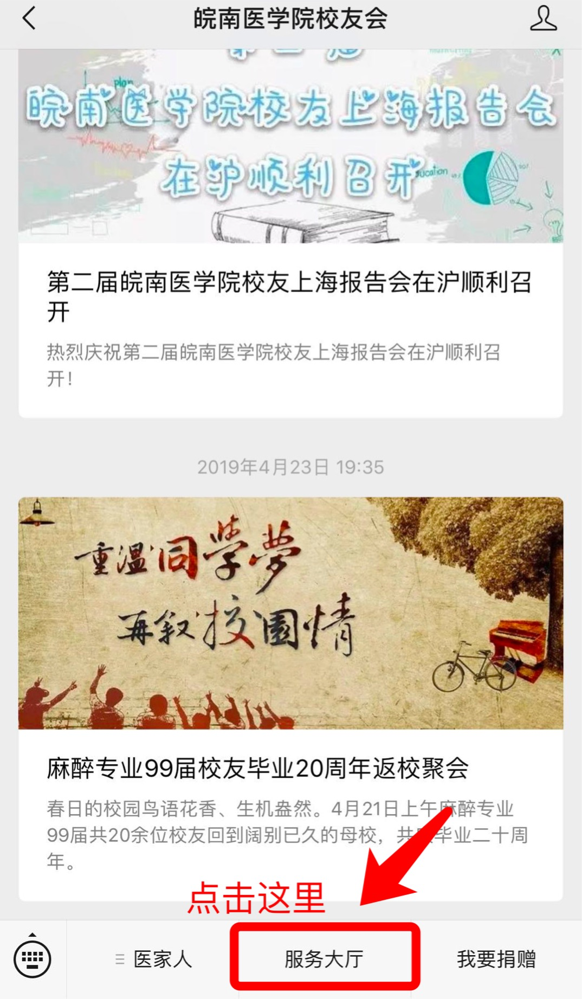 皖南医学院校友会
plan
皖南医学院校友上海报告会
在沪顺利召开
education
第二届皖南医学院校友上海报告会在沪顺利召
开
热烈庆祝第二届皖南医学院校友上海报告会在沪顺利召
开！
2019年4月23日 19:35
重温同学夢
再叙校園情
麻醉专业99届校友毕业20周年返校聚会
春日的校园鸟语花香、生机盎然。4月21日上午麻醉专业
99届共20余位校友回到阔别已久的母校，共毕业二十周
年。
点击这里
医家人
服务大厅
我要捐赠